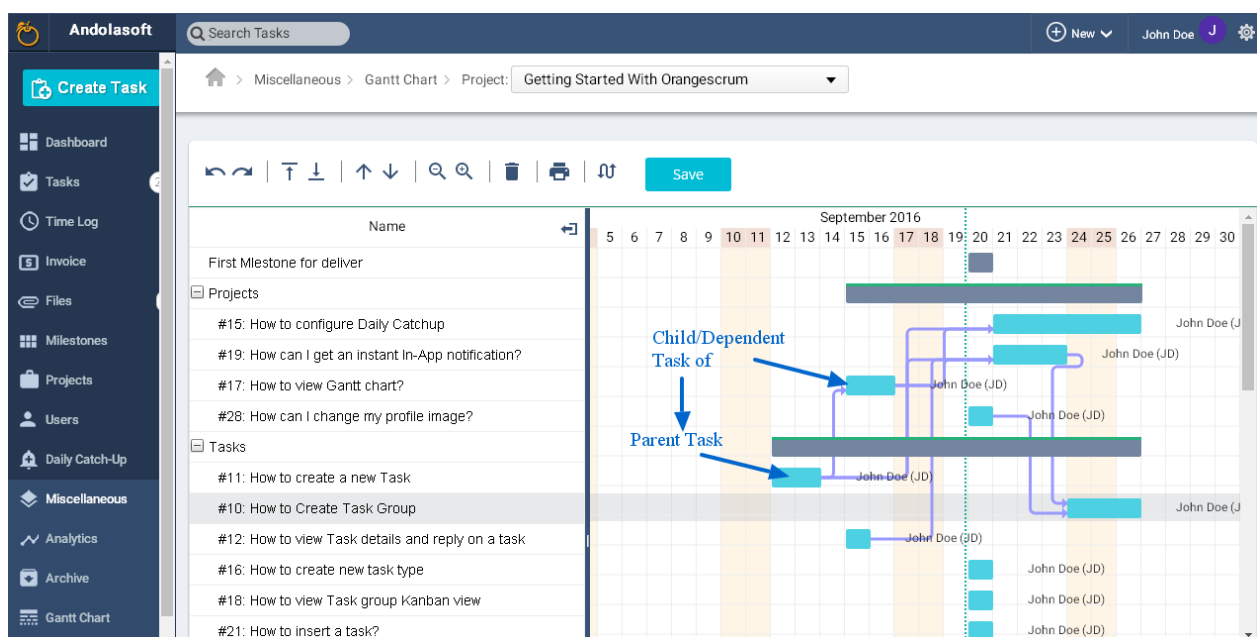 Andolasoft
Search Tasks
New
John Doe
J
Create Task
Miscellaneous > Gantt Chart > Project: Getting Started With Orangescrum
Dashboard
Tasks
Time Log
Invoice
Files
Milestones
Projects
Users
Daily Catch-Up
Miscellaneous
Analytics
Archive
Gantt Chart
Save
Name
September 2016
5 6 7 8 9 10 11 12 13 14 15 16 17 18 19 20 21 22 23 24 25 26 27 28 29 30
First Mlestone for deliver
Projects
#15: How to configure Daily Catchup
John Doe (J
#19: How can I get an instant In-App notification?
John Doe (JD)
#17: How to view Gantt chart?
John Doe (JD)
#28: How can I change my profile image?
John Doe (JD)
Child/Dependent
Task of
Parent Task
Tasks
#11: How to create a new Task
John Doe (JD)
#10: How to Create Task Group
John Doe (J
#12: How to view Task details and reply on a task
John Doe (JD)
#16: How to create new task type
John Doe (JD)
#18: How to view Task group Kanban view
John Doe (JD)
#21: How to insert a task?
John Doe (JD)